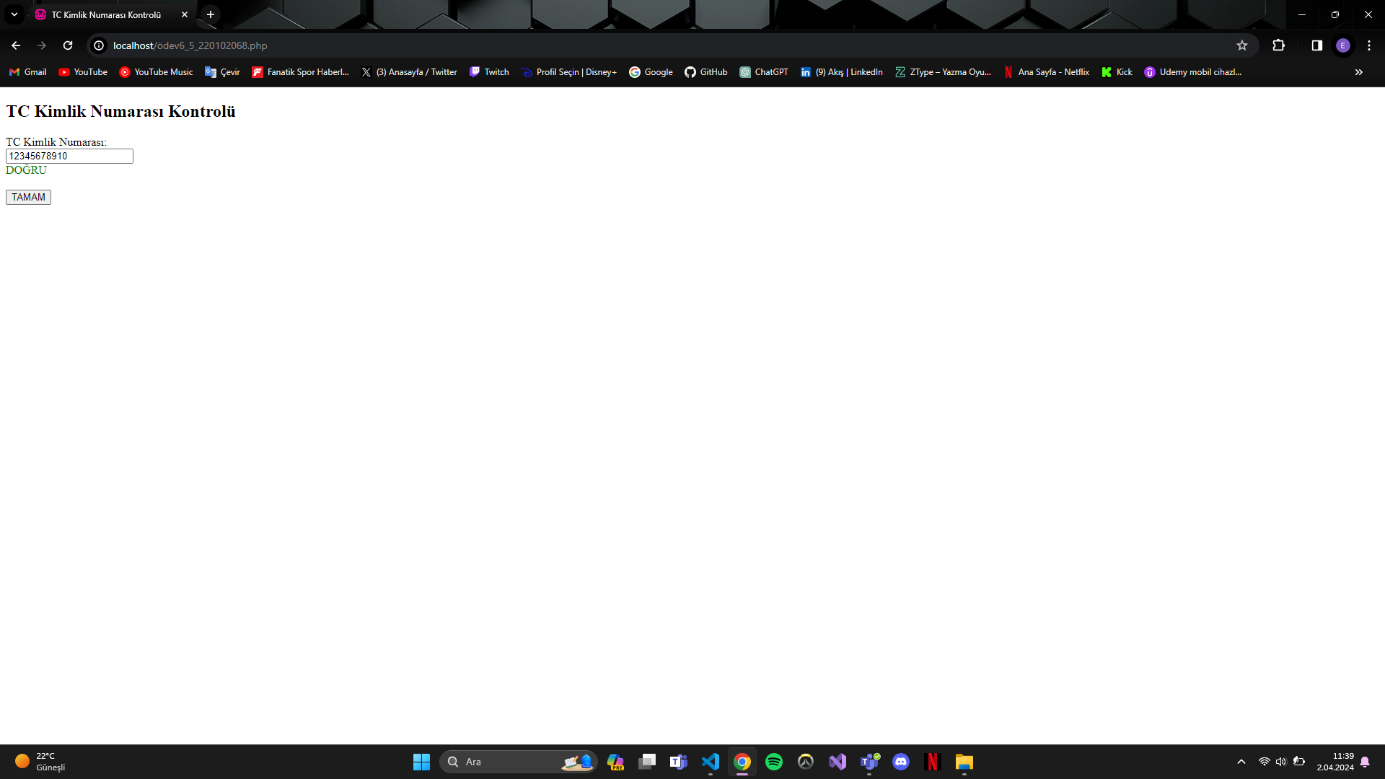 TC Kimlik Numarası Kontrolü
localhost/odev6_5_220102068.php
E
Gmail YouTube YouTube Music Çevir Fanatik Spor Haberl... (3) Anasayfa / Twitter Twitch Profil Seçin | Disney+ Google GitHub ChatGPT (9) Akış | LinkedIn ZType – Yazma Oyu... Ana Sayfa - Netflix Kick Udemy mobil cihazl...
TC Kimlik Numarası Kontrolü
TC Kimlik Numarası:
12345678910
DOĞRU
TAMAM
22°C
Güneşli
Ara
11:39
2.04.2024